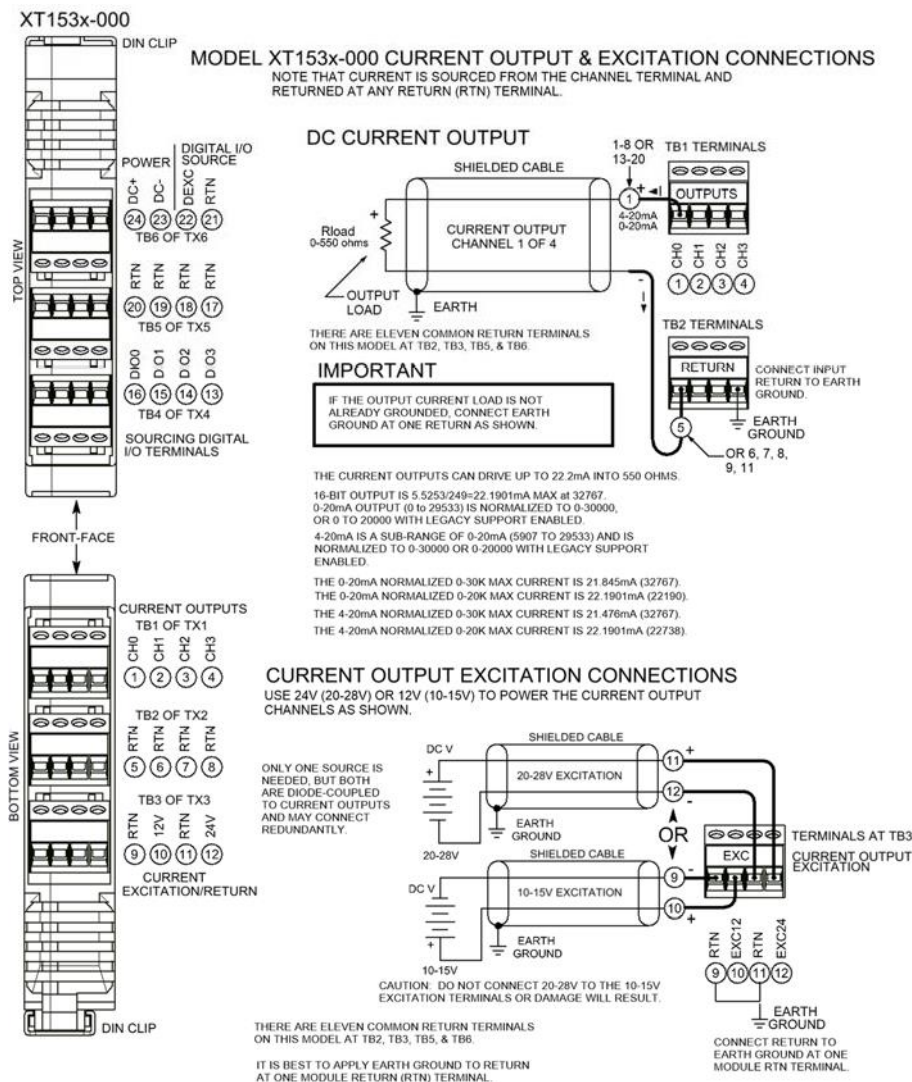 XT153x-000
DIN CLIP
MODEL XT153x-000 CURRENT OUTPUT & EXCITATION CONNECTIONS
NOTE THAT CURRENT IS SOURCED FROM THE CHANNEL TERMINAL AND
RETURNED AT ANY RETURN (RTN) TERMINAL.
TOP VIEW
POWER
DIGITAL I/O
SOURCE
DC+
DC-
DEXC
RTN
24
23
22
21
TB6 OF TX6
RTN
RTN
RTN
RTN
20
19
18
17
TB5 OF TX5
DIO0
D O1
D O2
D O3
16
15
14
13
TB4 OF TX4
SOURCING DIGITAL
I/O TERMINALS
FRONT-FACE
DC CURRENT OUTPUT
SHIELDED CABLE
1-8 OR
13-20
TB1 TERMINALS
+
Rload
0-550 ohms
CURRENT OUTPUT
CHANNEL 1 OF 4
1
+
I
4-20mA
0-20mA
OUTPUTS
CH0
CH1
CH2
CH3
1
2
3
4
OUTPUT
LOAD
EARTH
-
I
THERE ARE ELEVEN COMMON RETURN TERMINALS
ON THIS MODEL AT TB2, TB3, TB5, & TB6.
TB2 TERMINALS
RETURN
CONNECT INPUT
RETURN TO EARTH
GROUND.
EARTH
GROUND
5
OR 6, 7, 8,
9, 11
IMPORTANT
IF THE OUTPUT CURRENT LOAD IS NOT
ALREADY GROUNDED, CONNECT EARTH
GROUND AT ONE RETURN AS SHOWN.
THE CURRENT OUTPUTS CAN DRIVE UP TO 22.2mA INTO 550 OHMS.
16-BIT OUTPUT IS 5.5253/249=22.1901mA MAX at 32767.
0-20mA OUTPUT (0 to 29533) IS NORMALIZED TO 0-30000,
OR 0 TO 20000 WITH LEGACY SUPPORT ENABLED.
4-20mA IS A SUB-RANGE OF 0-20mA (5907 TO 29533) AND IS
NORMALIZED TO 0-30000 OR 0-20000 WITH LEGACY SUPPORT
ENABLED.
THE 0-20mA NORMALIZED 0-30K MAX CURRENT IS 21.845mA (32767).
THE 0-20mA NORMALIZED 0-20K MAX CURRENT IS 22.1901mA (22190).
THE 4-20mA NORMALIZED 0-30K MAX CURRENT IS 21.476mA (32767).
THE 4-20mA NORMALIZED 0-20K MAX CURRENT IS 22.1901mA (22738).
BOTTOM VIEW
CURRENT OUTPUTS
TB1 OF TX1
CH0
CH1
CH2
CH3
1
2
3
4
TB2 OF TX2
RTN
RTN
RTN
RTN
5
6
7
8
TB3 OF TX3
RTN
12V
RTN
24V
9
10
11
12
CURRENT
EXCITATION/RETURN
DIN CLIP
CURRENT OUTPUT EXCITATION CONNECTIONS
USE 24V (20-28V) OR 12V (10-15V) TO POWER THE CURRENT OUTPUT
CHANNELS AS SHOWN.
ONLY ONE SOURCE IS
NEEDED, BUT BOTH
ARE DIODE-COUPLED
TO CURRENT OUTPUTS
AND MAY CONNECT
REDUNDANTLY.
DC V
+
20-28V
SHIELDED CABLE
20-28V EXCITATION
EARTH
GROUND
11
+
12
-
OR
DC V
+
10-15V
SHIELDED CABLE
10-15V EXCITATION
EARTH
GROUND
9
-
10
+
TERMINALS AT TB3
EXC
CURRENT OUTPUT
EXCITATION
RTN
EXC12
RTN
EXC24
9
10
11
12
EARTH
GROUND
CONNECT RETURN TO
EARTH GROUND AT ONE
MODULE RTN TERMINAL.
CAUTION: DO NOT CONNECT 20-28V TO THE 10-15V
EXCITATION TERMINALS OR DAMAGE WILL RESULT.
THERE ARE ELEVEN COMMON RETURN TERMINALS
ON THIS MODEL AT TB2, TB3, TB5, & TB6.
IT IS BEST TO APPLY EARTH GROUND TO RETURN
AT ONE MODULE RETURN (RTN) TERMINAL.